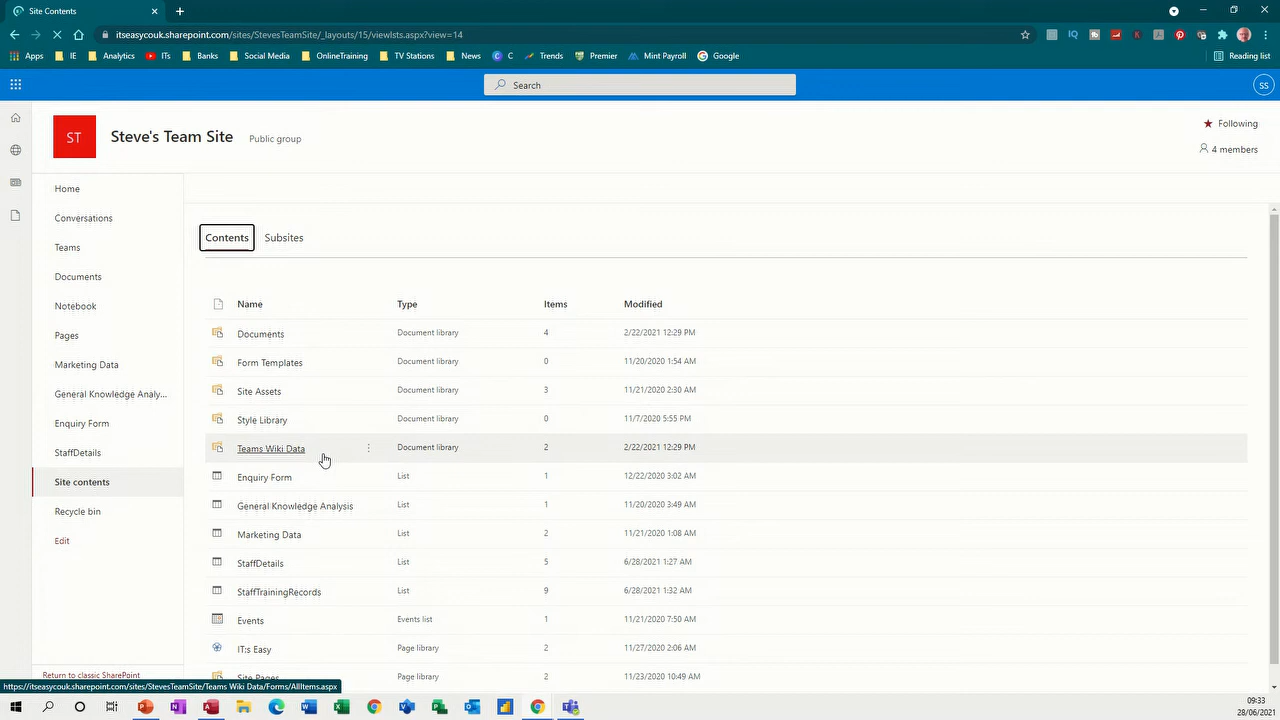 Site Contents
itseasycouk.sharepoint.com/sites/StevesTeamSite/_layouts/15/viewlsts.aspx?view=14
Apps IE Analytics ITs Banks Social Media OnlineTraining TV Stations News C Trends Premier Mint Payroll Google Reading list
Search
SS
ST
Steve's Team Site Public group
Following
4 members
Home
Conversations
Teams
Documents
Notebook
Pages
Marketing Data
General Knowledge Analy...
Enquiry Form
StaffDetails
Site contents
Recycle bin
Edit
Return to classic SharePoint
Contents Subsites
Name Type Items Modified
Documents Document library 4 2/22/2021 12:29 PM
Form Templates Document library 0 11/20/2020 1:54 AM
Site Assets Document library 3 11/21/2020 2:30 AM
Style Library Document library 0 11/7/2020 5:55 PM
Teams Wiki Data Document library 2 2/22/2021 12:29 PM
Enquiry Form List 1 12/22/2020 3:02 AM
General Knowledge Analysis List 1 11/20/2020 3:49 AM
Marketing Data List 2 11/21/2020 1:08 AM
StaffDetails List 5 6/28/2021 1:27 AM
StaffTrainingRecords List 9 6/28/2021 1:32 AM
Events Events list 1 11/21/2020 7:50 AM
IT:s Easy Page library 2 11/27/2020 2:06 AM
Site Pages Page library 2 11/23/2020 10:49 AM
https://itseasycouk.sharepoint.com/sites/StevesTeamSite/Teams Wiki Data/Forms/AllItems.aspx
09:33
28/06/2021